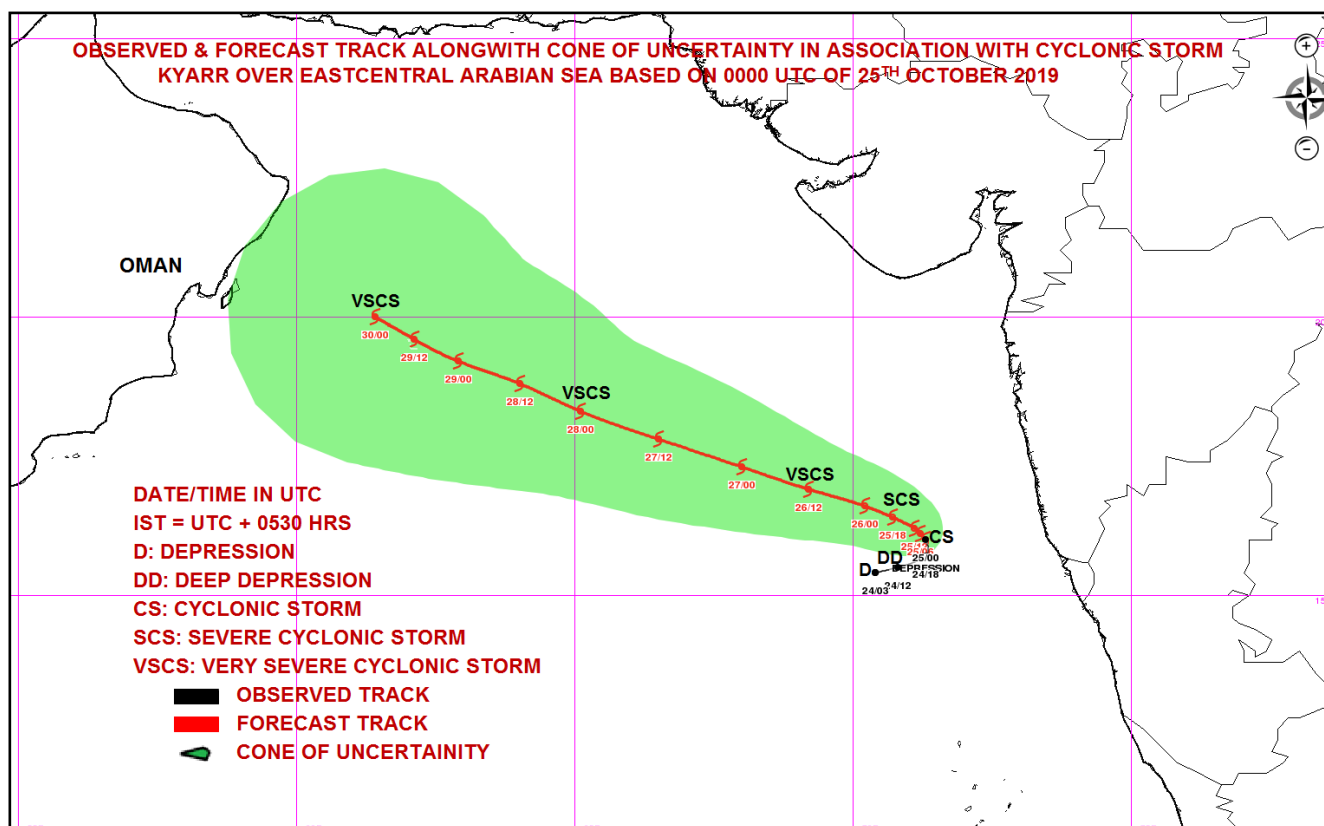 OBSERVED & FORECAST TRACK ALONGWITH CONE OF UNCERTAINTY IN ASSOCIATION WITH CYCLONIC STORM
KYARR OVER EASTCENTRAL ARABIAN SEA BASED ON 0000 UTC OF 25TH OCTOBER 2019
OMAN
VSCS
30/00
29/12
29/00
28/12
VSCS
28/00
27/12
27/00
VSCS
26/12
26/00
SCS
25/18
25/12
25/06
CS
25/00
DD
DEPRESSION
24/18
D
24/12
24/03
DATE/TIME IN UTC
IST = UTC + 0530 HRS
D: DEPRESSION
DD: DEEP DEPRESSION
CS: CYCLONIC STORM
SCS: SEVERE CYCLONIC STORM
VSCS: VERY SEVERE CYCLONIC STORM
OBSERVED TRACK
FORECAST TRACK
CONE OF UNCERTAINITY